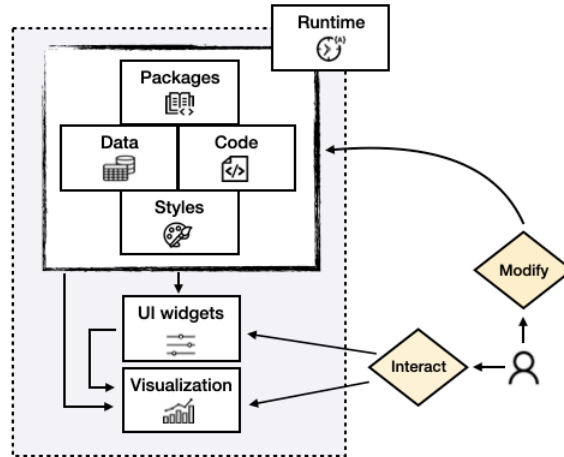 Runtime
{A}
Packages
Data
Code
Styles
Modify
UI widgets
Interact
Visualization